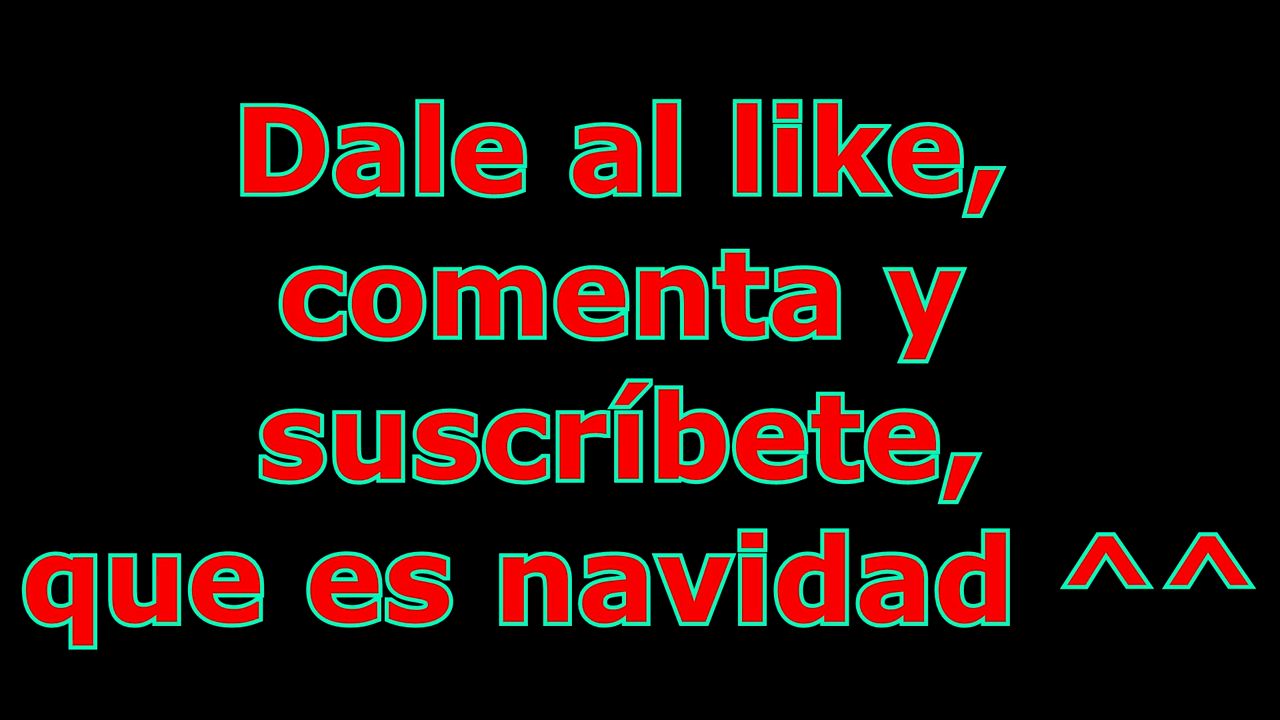 Dale al like,
comenta y
suscríbete,
que es navidad ^^